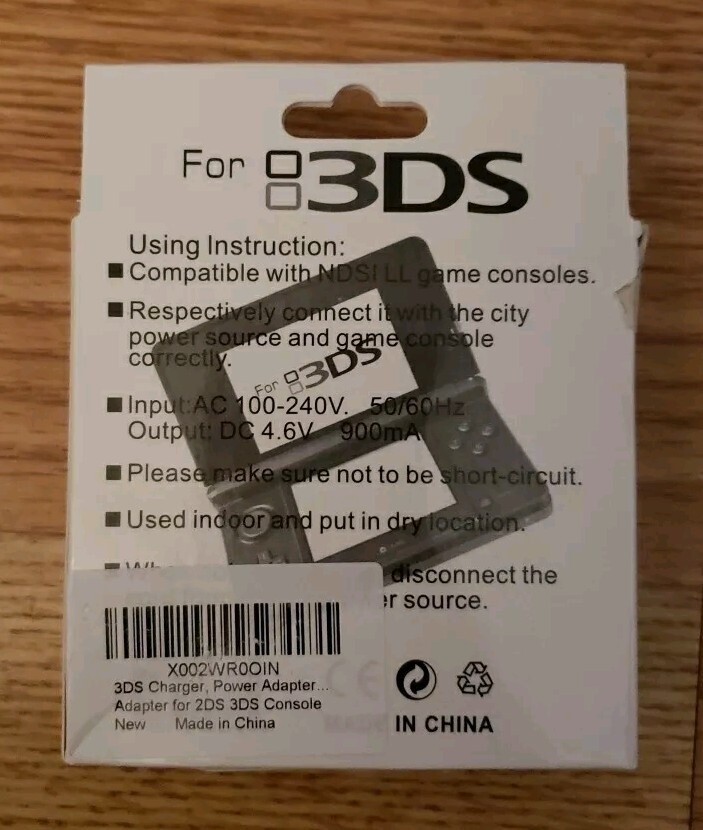 For 3DS
Using Instruction:
■ Compatible with NDSI LL game consoles.
■ Respectively connect it with the city
power source and game console
correctly.
For 3DS
■ Input:AC 100-240V. 50/60Hz
Output: DC 4.6V 900mA
■ Please make sure not to be short-circuit.
■ Used indoor and put in dry location.
disconnect the
source.
X002WR0OIN
3DS Charger, Power Adapter...
Adapter for 2DS 3DS Console
New Made in China
CE
MADE IN CHINA